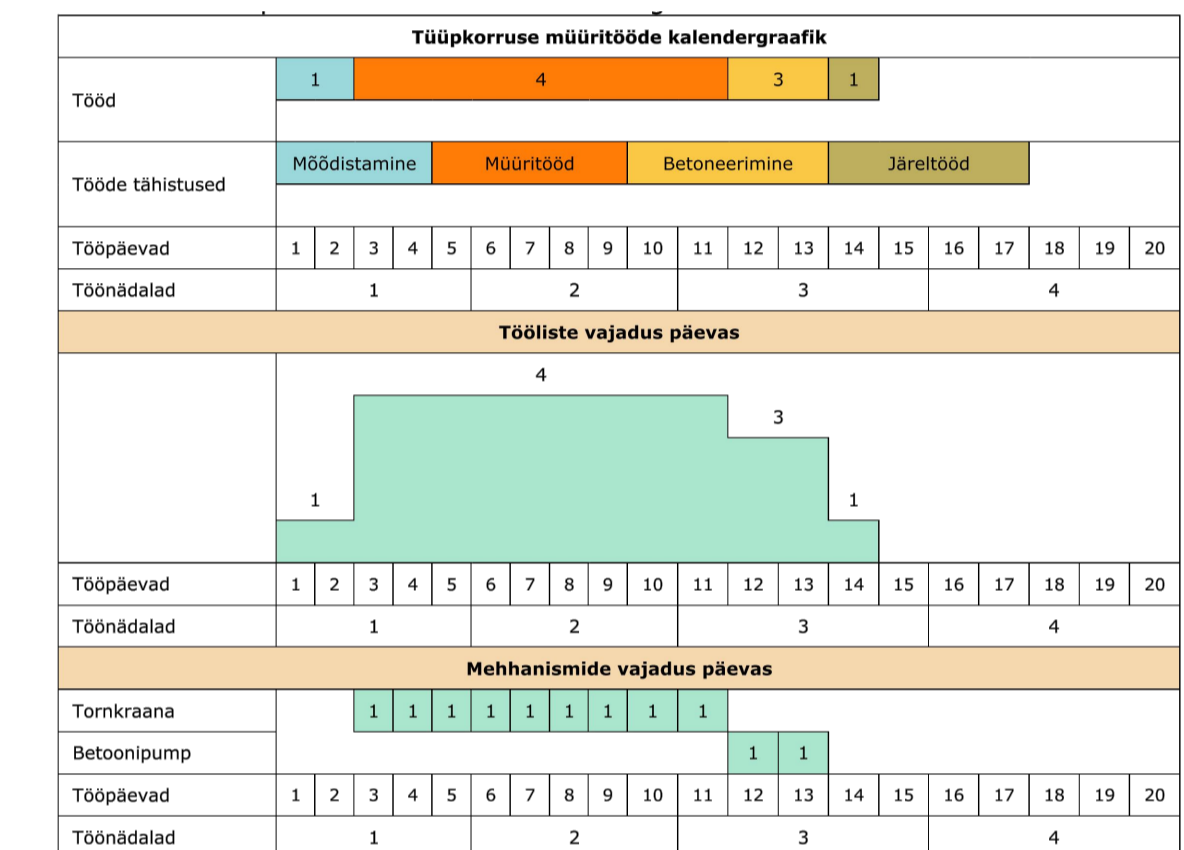 Tüüpkorruse müüritööde kalendergraafik
Tööd 1 4 3 1
Tööde tähistused Mõõdistamine Müüritööd Betoneerimine Järeltööd
Tööpäevad 1 2 3 4 5 6 7 8 9 10 11 12 13 14 15 16 17 18 19 20
Töönädalad 1 2 3 4
Tööliste vajadus päevas
4
3
1 1
Tööpäevad 1 2 3 4 5 6 7 8 9 10 11 12 13 14 15 16 17 18 19 20
Töönädalad 1 2 3 4
Mehhanismide vajadus päevas
Tornkraana 1 1 1 1 1 1 1 1 1
Betoonipump 1 1
Tööpäevad 1 2 3 4 5 6 7 8 9 10 11 12 13 14 15 16 17 18 19 20
Töönädalad 1 2 3 4